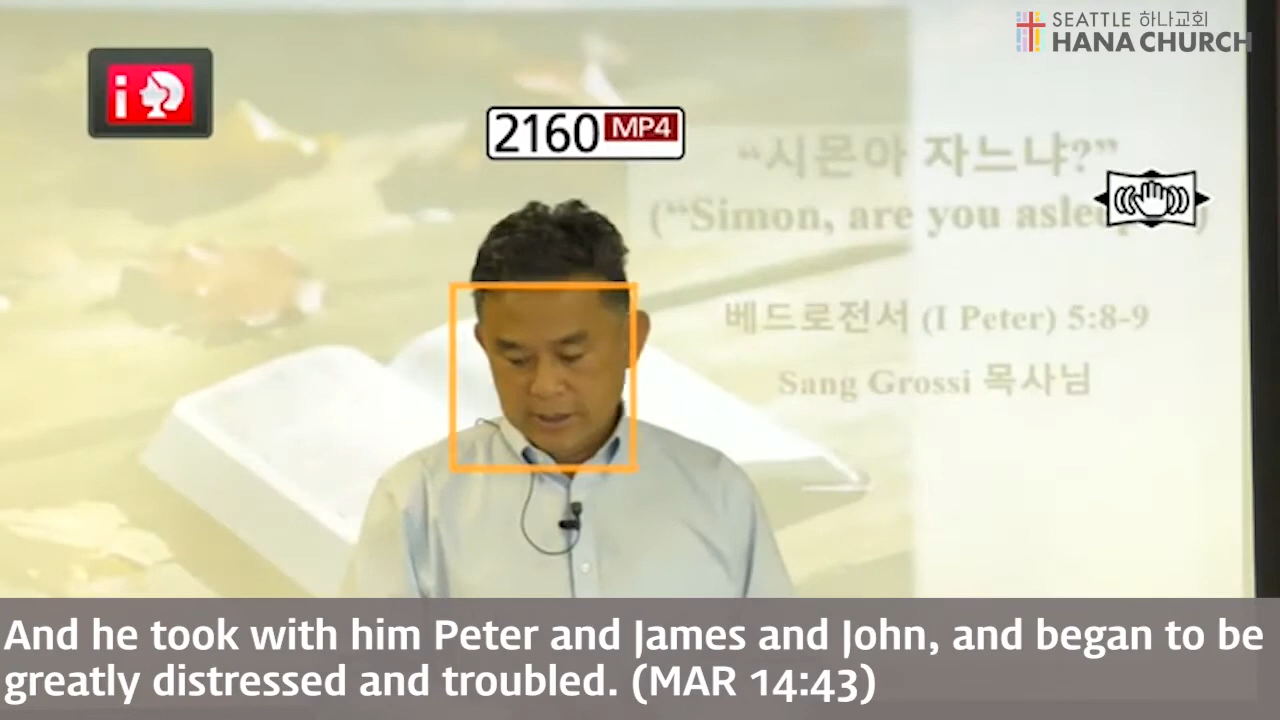 SEATTLE 하나교회
HANA CHURCH
i
2160 MP4
“시몬아 자느냐?”
(“Simon, are you
베드로전서 (I Peter) 5:8-9
Sang Grossi 목사님
And he took with him Peter and James and John, and began to be
greatly distressed and troubled. (MAR 14:43)